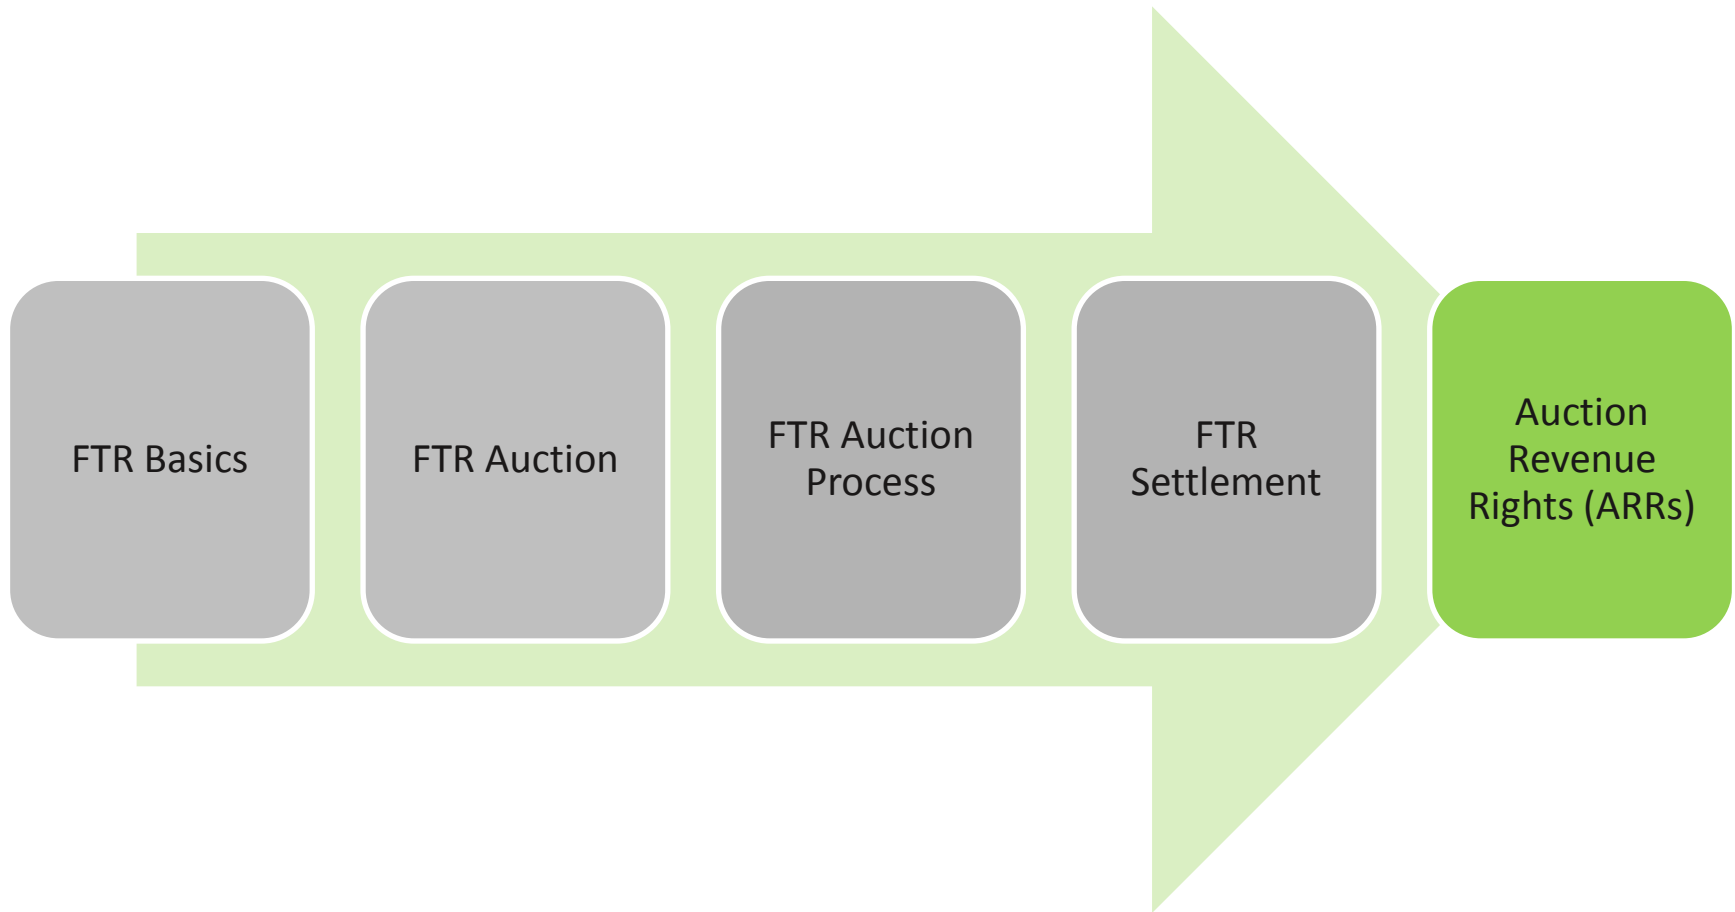 FTR Basics
FTR Auction
FTR Auction
Process
FTR
Settlement
Auction
Revenue
Rights (ARRs)